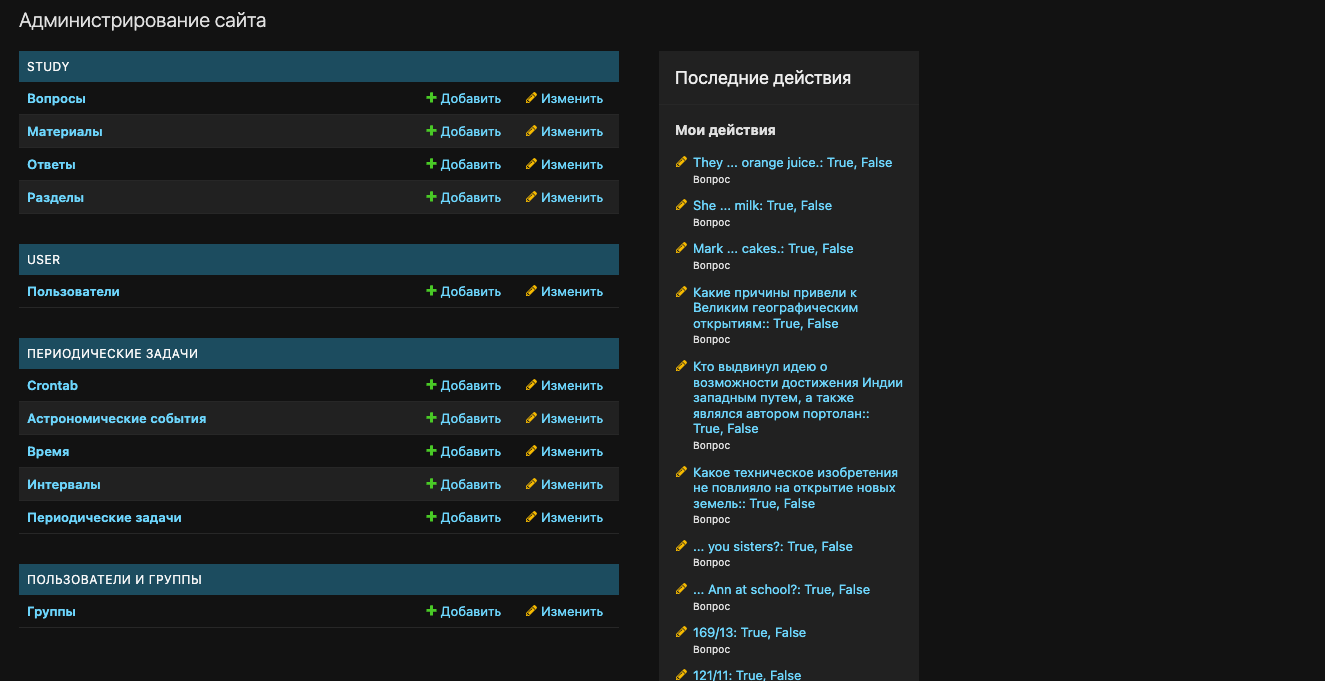 Администрирование сайта
STUDY
Вопросы Добавить Изменить
Материалы Добавить Изменить
Ответы Добавить Изменить
Разделы Добавить Изменить
USER
Пользователи Добавить Изменить
ПЕРИОДИЧЕСКИЕ ЗАДАЧИ
Crontab Добавить Изменить
Астрономические события Добавить Изменить
Время Добавить Изменить
Интервалы Добавить Изменить
Периодические задачи Добавить Изменить
ПОЛЬЗОВАТЕЛИ И ГРУППЫ
Группы Добавить Изменить
Последние действия
Мои действия
They ... orange juice.: True, False
Вопрос
She ... milk: True, False
Вопрос
Mark ... cakes.: True, False
Вопрос
Какие причины привели к
Великим географическим
открытиям:: True, False
Вопрос
Кто выдвинул идею о
возможности достижения Индии
западным путем, а также
являлся автором портолан::
True, False
Вопрос
Какое техническое изобретения
не повлияло на открытие новых
земель:: True, False
Вопрос
... you sisters?: True, False
Вопрос
... Ann at school?: True, False
Вопрос
169/13: True, False
Вопрос
121/11: True, False